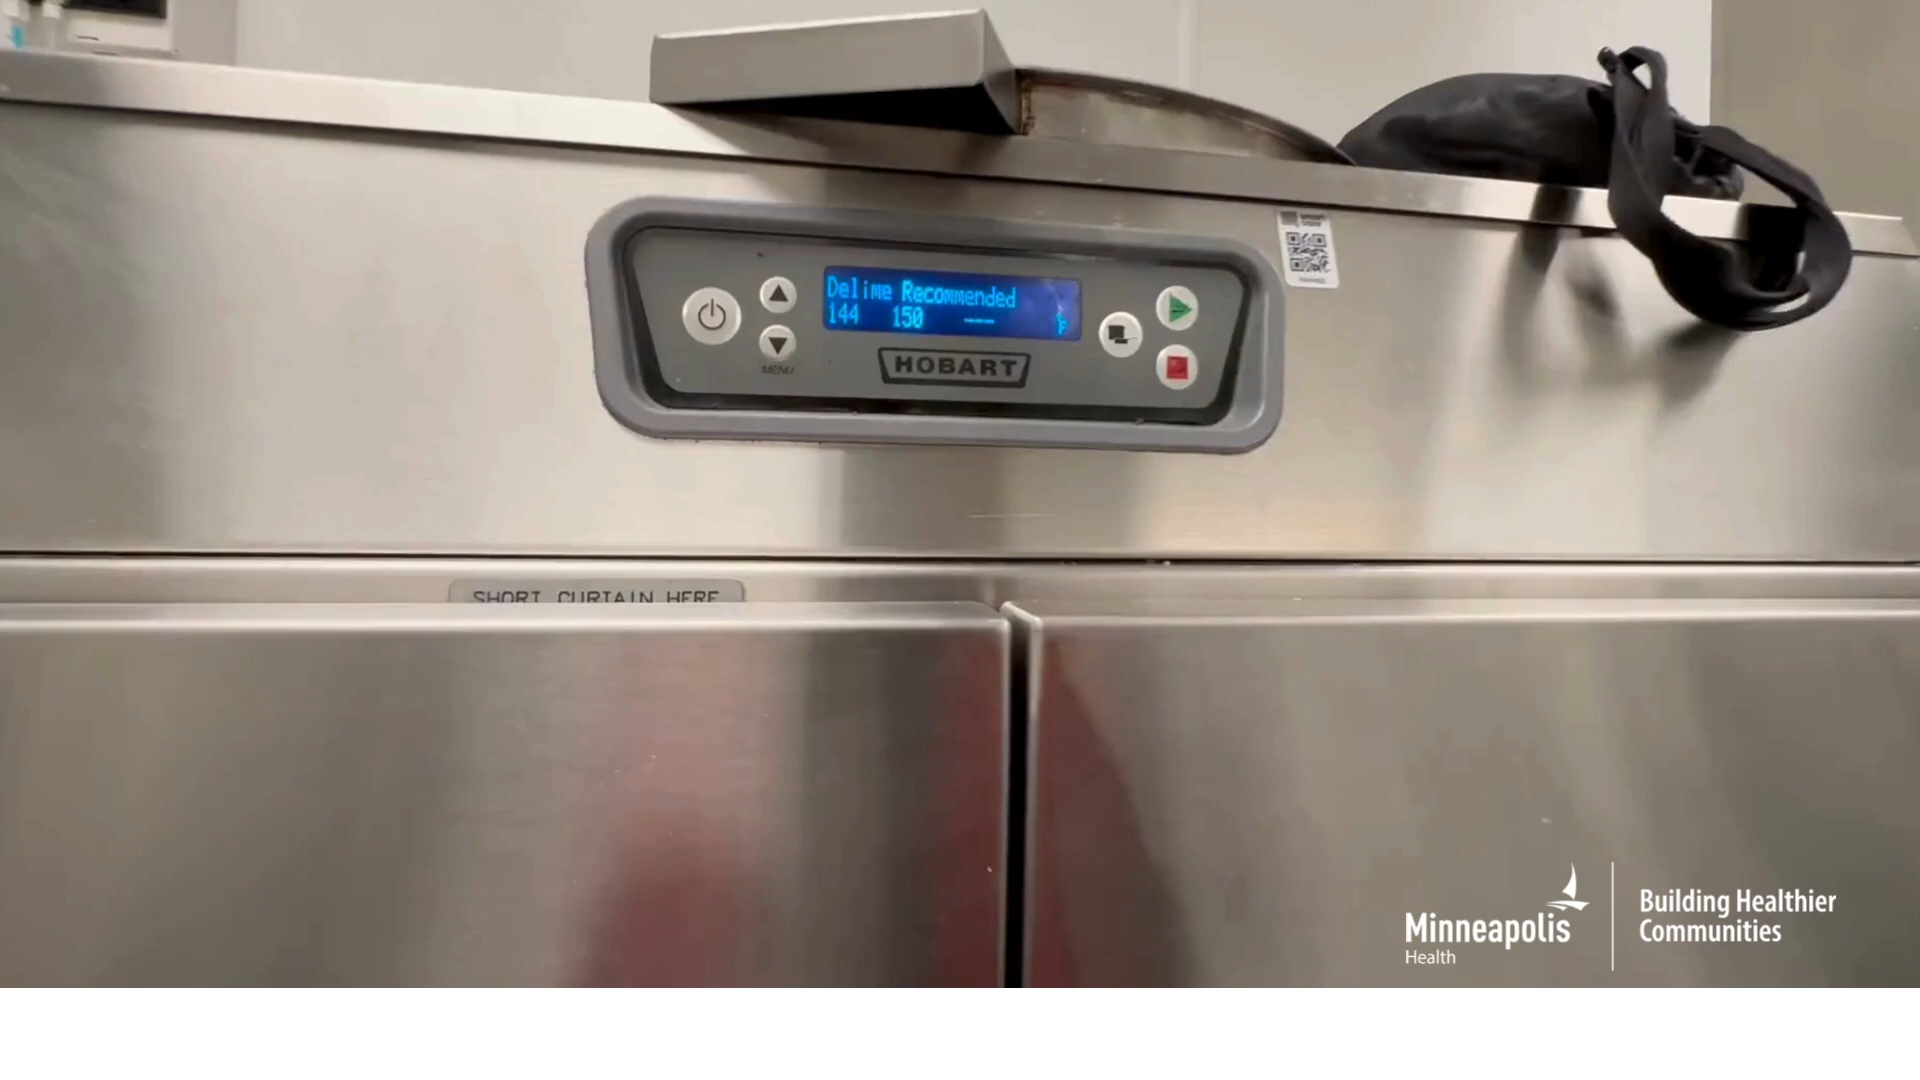 Delime Recommended
144 150 --- °F
MENU
HOBART
SHORT CURTAIN HERE
Minneapolis
Health
Building Healthier
Communities